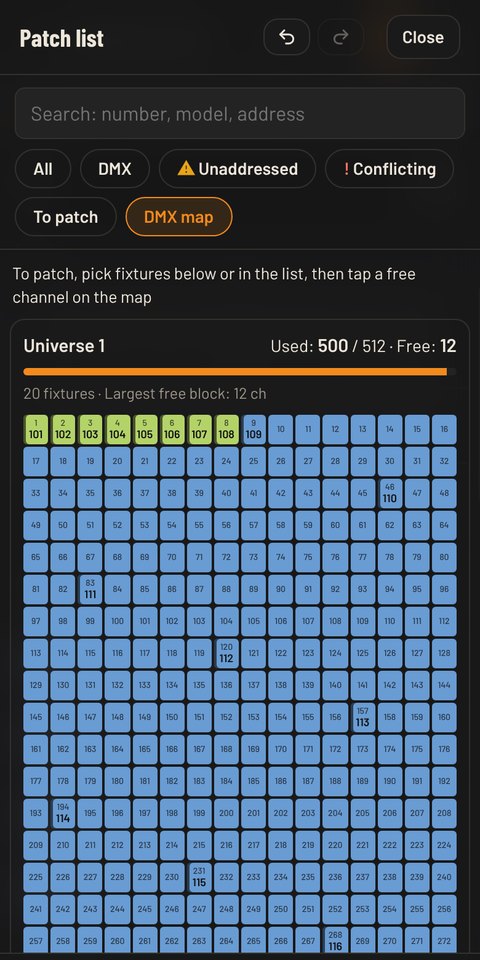 Patch list
Close
Search: number, model, address
All DMX Unaddressed ! Conflicting
To patch DMX map
To patch, pick fixtures below or in the list, then tap a free
channel on the map
Universe 1 Used: 500 / 512 · Free: 12
20 fixtures · Largest free block: 12 ch
1 2 3 4 5 6 7 8 9 10 11 12 13 14 15 16
101 102 103 104 105 106 107 108 109
17 18 19 20 21 22 23 24 25 26 27 28 29 30 31 32
33 34 35 36 37 38 39 40 41 42 43 44 45 46 47 48
110
49 50 51 52 53 54 55 56 57 58 59 60 61 62 63 64
65 66 67 68 69 70 71 72 73 74 75 76 77 78 79 80
81 82 83 84 85 86 87 88 89 90 91 92 93 94 95 96
111
97 98 99 100 101 102 103 104 105 106 107 108 109 110 111 112
113 114 115 116 117 118 119 120 121 122 123 124 125 126 127 128
112
129 130 131 132 133 134 135 136 137 138 139 140 141 142 143 144
145 146 147 148 149 150 151 152 153 154 155 156 157 158 159 160
113
161 162 163 164 165 166 167 168 169 170 171 172 173 174 175 176
177 178 179 180 181 182 183 184 185 186 187 188 189 190 191 192
193 194 195 196 197 198 199 200 201 202 203 204 205 206 207 208
114
209 210 211 212 213 214 215 216 217 218 219 220 221 222 223 224
225 226 227 228 229 230 231 232 233 234 235 236 237 238 239 240
115
241 242 243 244 245 246 247 248 249 250 251 252 253 254 255 256
257 258 259 260 261 262 263 264 265 266 267 268 269 270 271 272
116